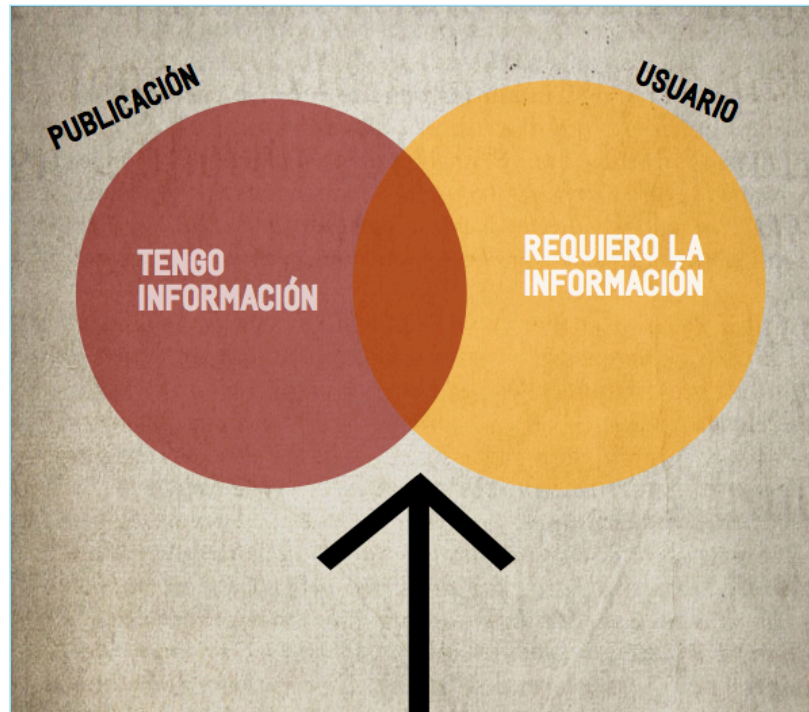 PUBLICACIÓN
USUARIO
TENGO
INFORMACIÓN
REQUIERO LA
INFORMACIÓN